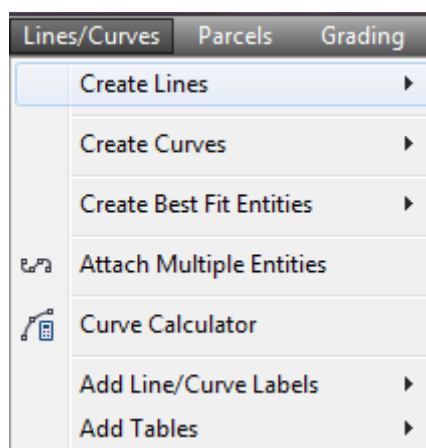 Lines/Curves Parcels Grading
Create Lines
Create Curves
Create Best Fit Entities
Attach Multiple Entities
Curve Calculator
Add Line/Curve Labels
Add Tables